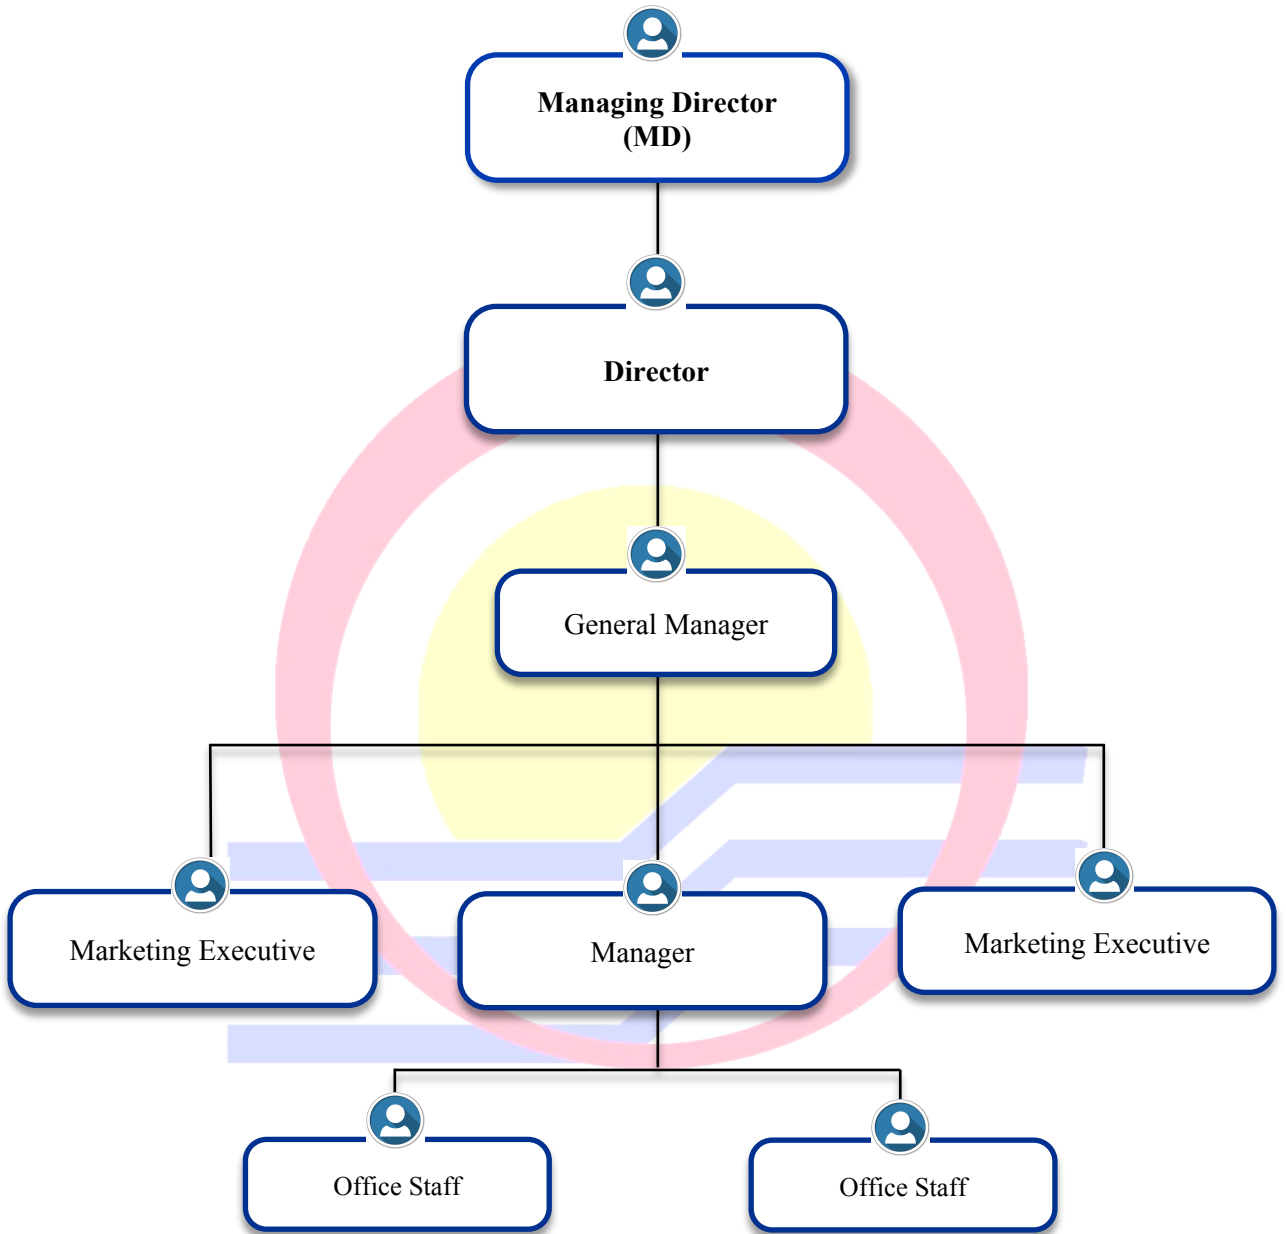 Managing Director
(MD)
Director
General Manager
Marketing Executive
Manager
Marketing Executive
Office Staff
Office Staff